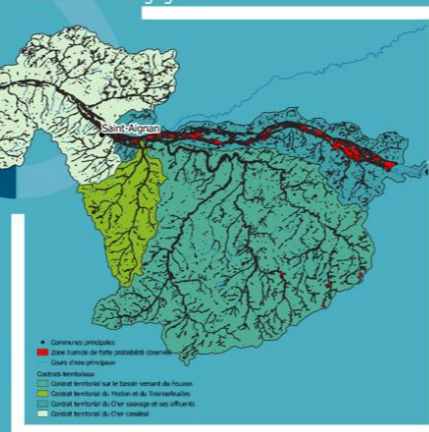 Saint-Aignan
Communes principales
Zone humide de forte probabilité observée
Cours d'eau principaux
Contrats territoriaux
Contrat territorial sur le bassin versant du Fouzon
Contrat territorial du Modon et du Traînefeuilles
Contrat territorial du Cher sauvage et ses affluents
Contrat territorial du Cher canalisé